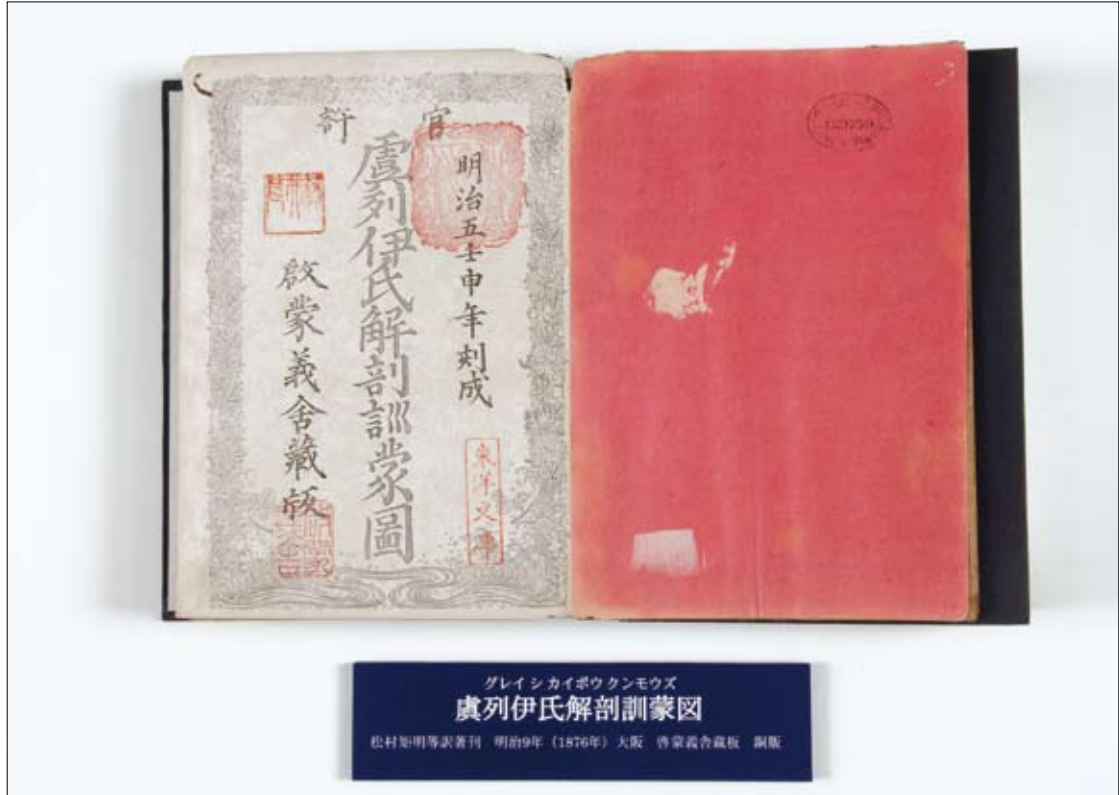 官許
明治五壬申年刻成
東洋文庫
虞列伊氏解剖訓蒙圖
啟蒙義舍藏版
グレイ シ カイボウ クンモウズ
虞列伊氏解剖訓蒙図
松村矩明等訳著刊　明治9年（1876年）大阪　啓蒙義舎蔵板　銅版